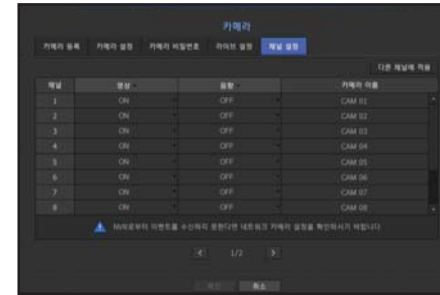 카메라
카메라 등록 카메라 설정 카메라 비밀번호 라이브 설정 채널 설정
다른 채널에 적용
채널 영상 음향 카메라 이름
1 ON OFF CAM 01
2 ON OFF CAM 02
3 ON OFF CAM 03
4 ON OFF CAM 04
5 ON OFF CAM 05
6 ON OFF CAM 06
7 ON OFF CAM 07
8 ON OFF CAM 08
NVR로부터 이벤트를 수신하지 못한다면 네트워크 카메라 설정을 확인하시기 바랍니다
1/2
확인 취소